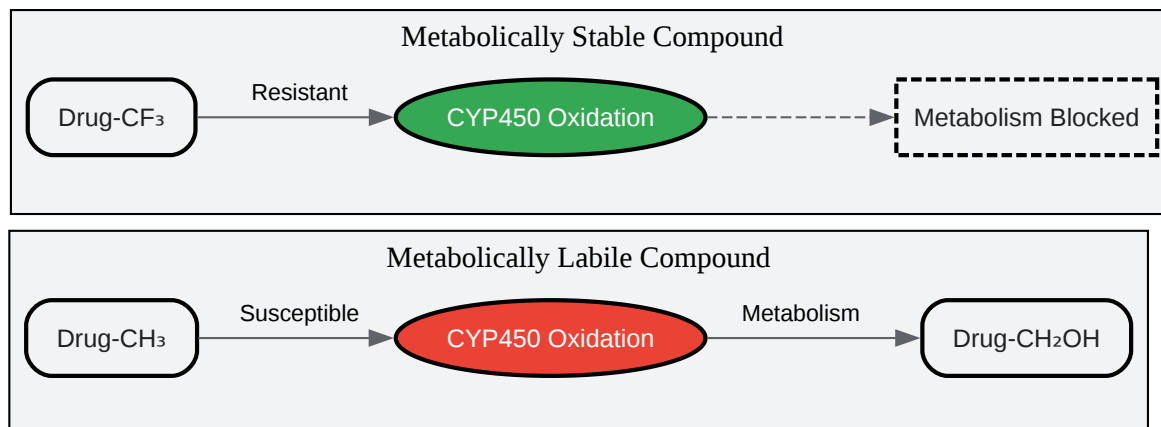 Metabolically Stable Compound
Resistant
Drug-CF₃
CYP450 Oxidation
Metabolism Blocked
Metabolically Labile Compound
Susceptible
Metabolism
Drug-CH₃
CYP450 Oxidation
Drug-CH₂OH